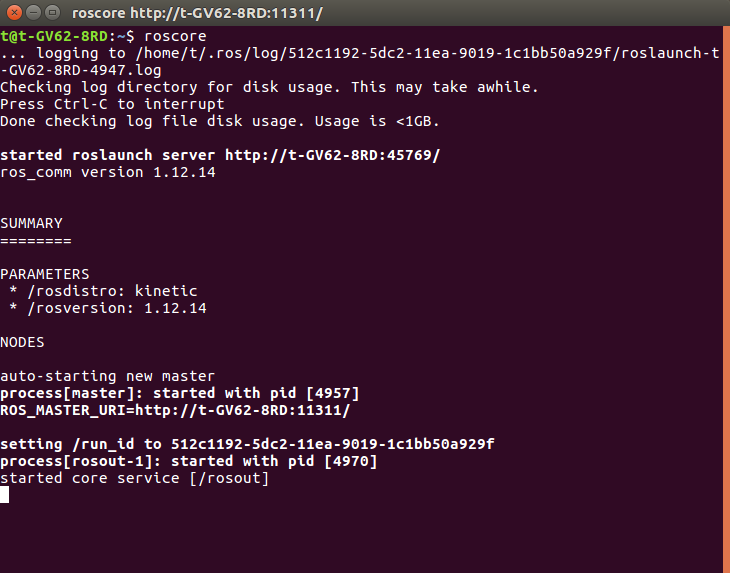 roscore http://t-GV62-8RD:11311/
t@t-GV62-8RD:~$ roscore
... logging to /home/t/.ros/log/512c1192-5dc2-11ea-9019-1c1bb50a929f/roslaunch-t
-GV62-8RD-4947.log
Checking log directory for disk usage. This may take awhile.
Press Ctrl-C to interrupt
Done checking log file disk usage. Usage is <1GB.
started roslaunch server http://t-GV62-8RD:45769/
ros_comm version 1.12.14
SUMMARY
========
PARAMETERS
 * /rosdistro: kinetic
 * /rosversion: 1.12.14
NODES
auto-starting new master
process[master]: started with pid [4957]
ROS_MASTER_URI=http://t-GV62-8RD:11311/
setting /run_id to 512c1192-5dc2-11ea-9019-1c1bb50a929f
process[rosout-1]: started with pid [4970]
started core service [/rosout]